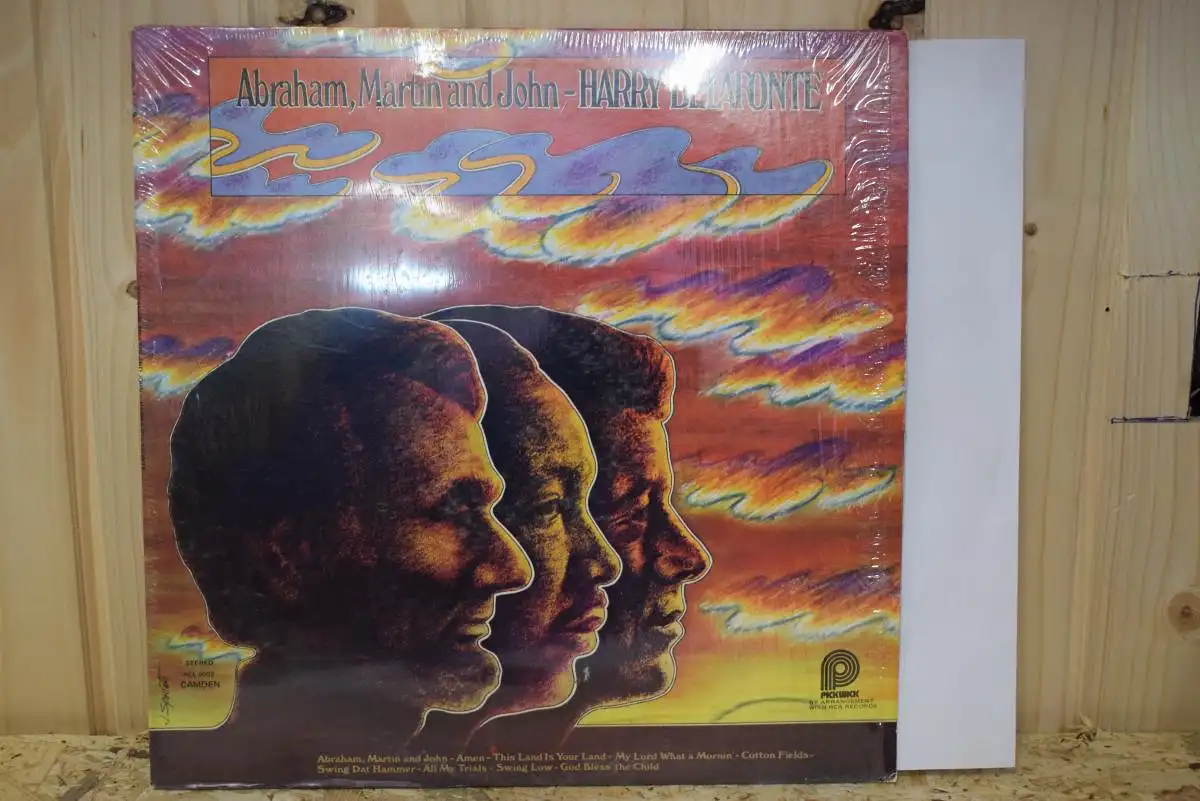 Abraham, Martin and John - HARRY BELAFONTE
STEREO
ACL-9002
CAMDEN
PICKWICK
BY ARRANGEMENT
WITH RCA RECORDS
Abraham, Martin and John - Amen - This Land Is Your Land - My Lord What a Mornin' - Cotton Fields -
Swing Dat Hammer - All My Trials - Swing Low - God Bless' the Child